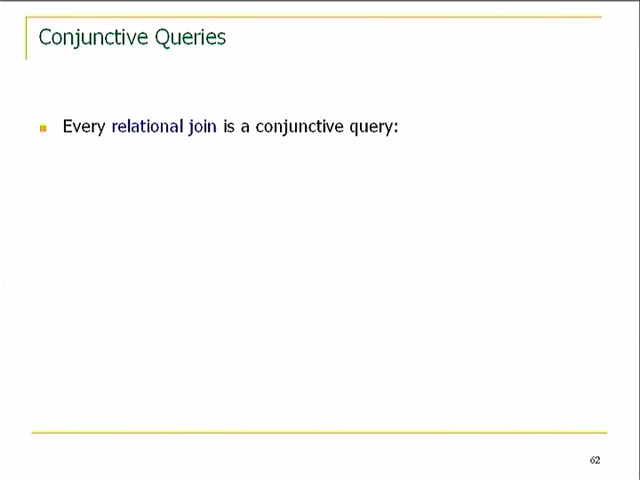 Conjunctive Queries
Every relational join is a conjunctive query:
62